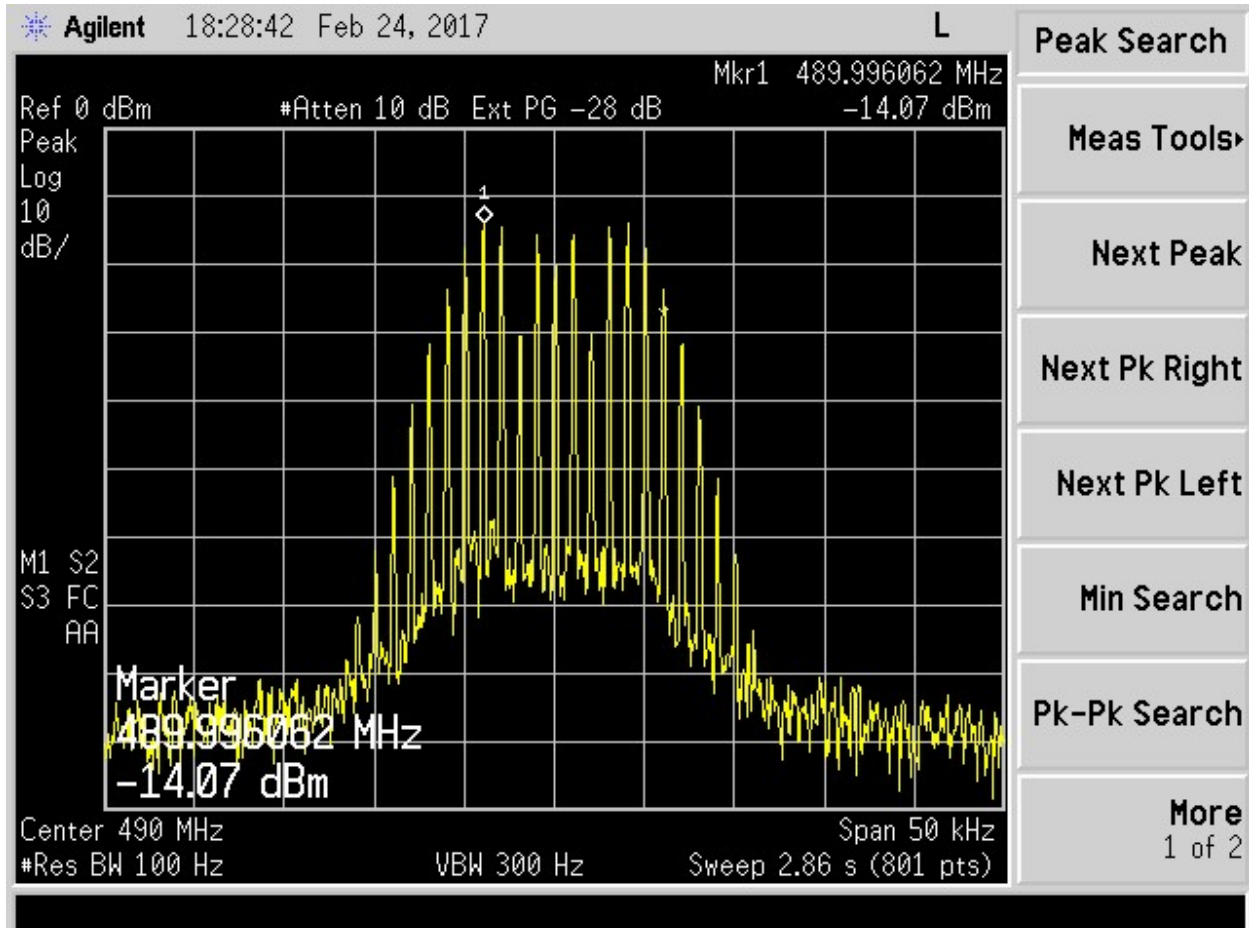 Agilent 18:28:42 Feb 24, 2017 L
Peak Search
Mkr1 489.996062 MHz
Ref 0 dBm #Atten 10 dB Ext PG -28 dB -14.07 dBm
Peak
Log
10
dB/
1
M1 S2
S3 FC
AA
Marker
489.996062 MHz
-14.07 dBm
Center 490 MHz Span 50 kHz
#Res BW 100 Hz VBW 300 Hz Sweep 2.86 s (801 pts)
Meas Tools
Next Peak
Next Pk Right
Next Pk Left
Min Search
Pk-Pk Search
More
1 of 2